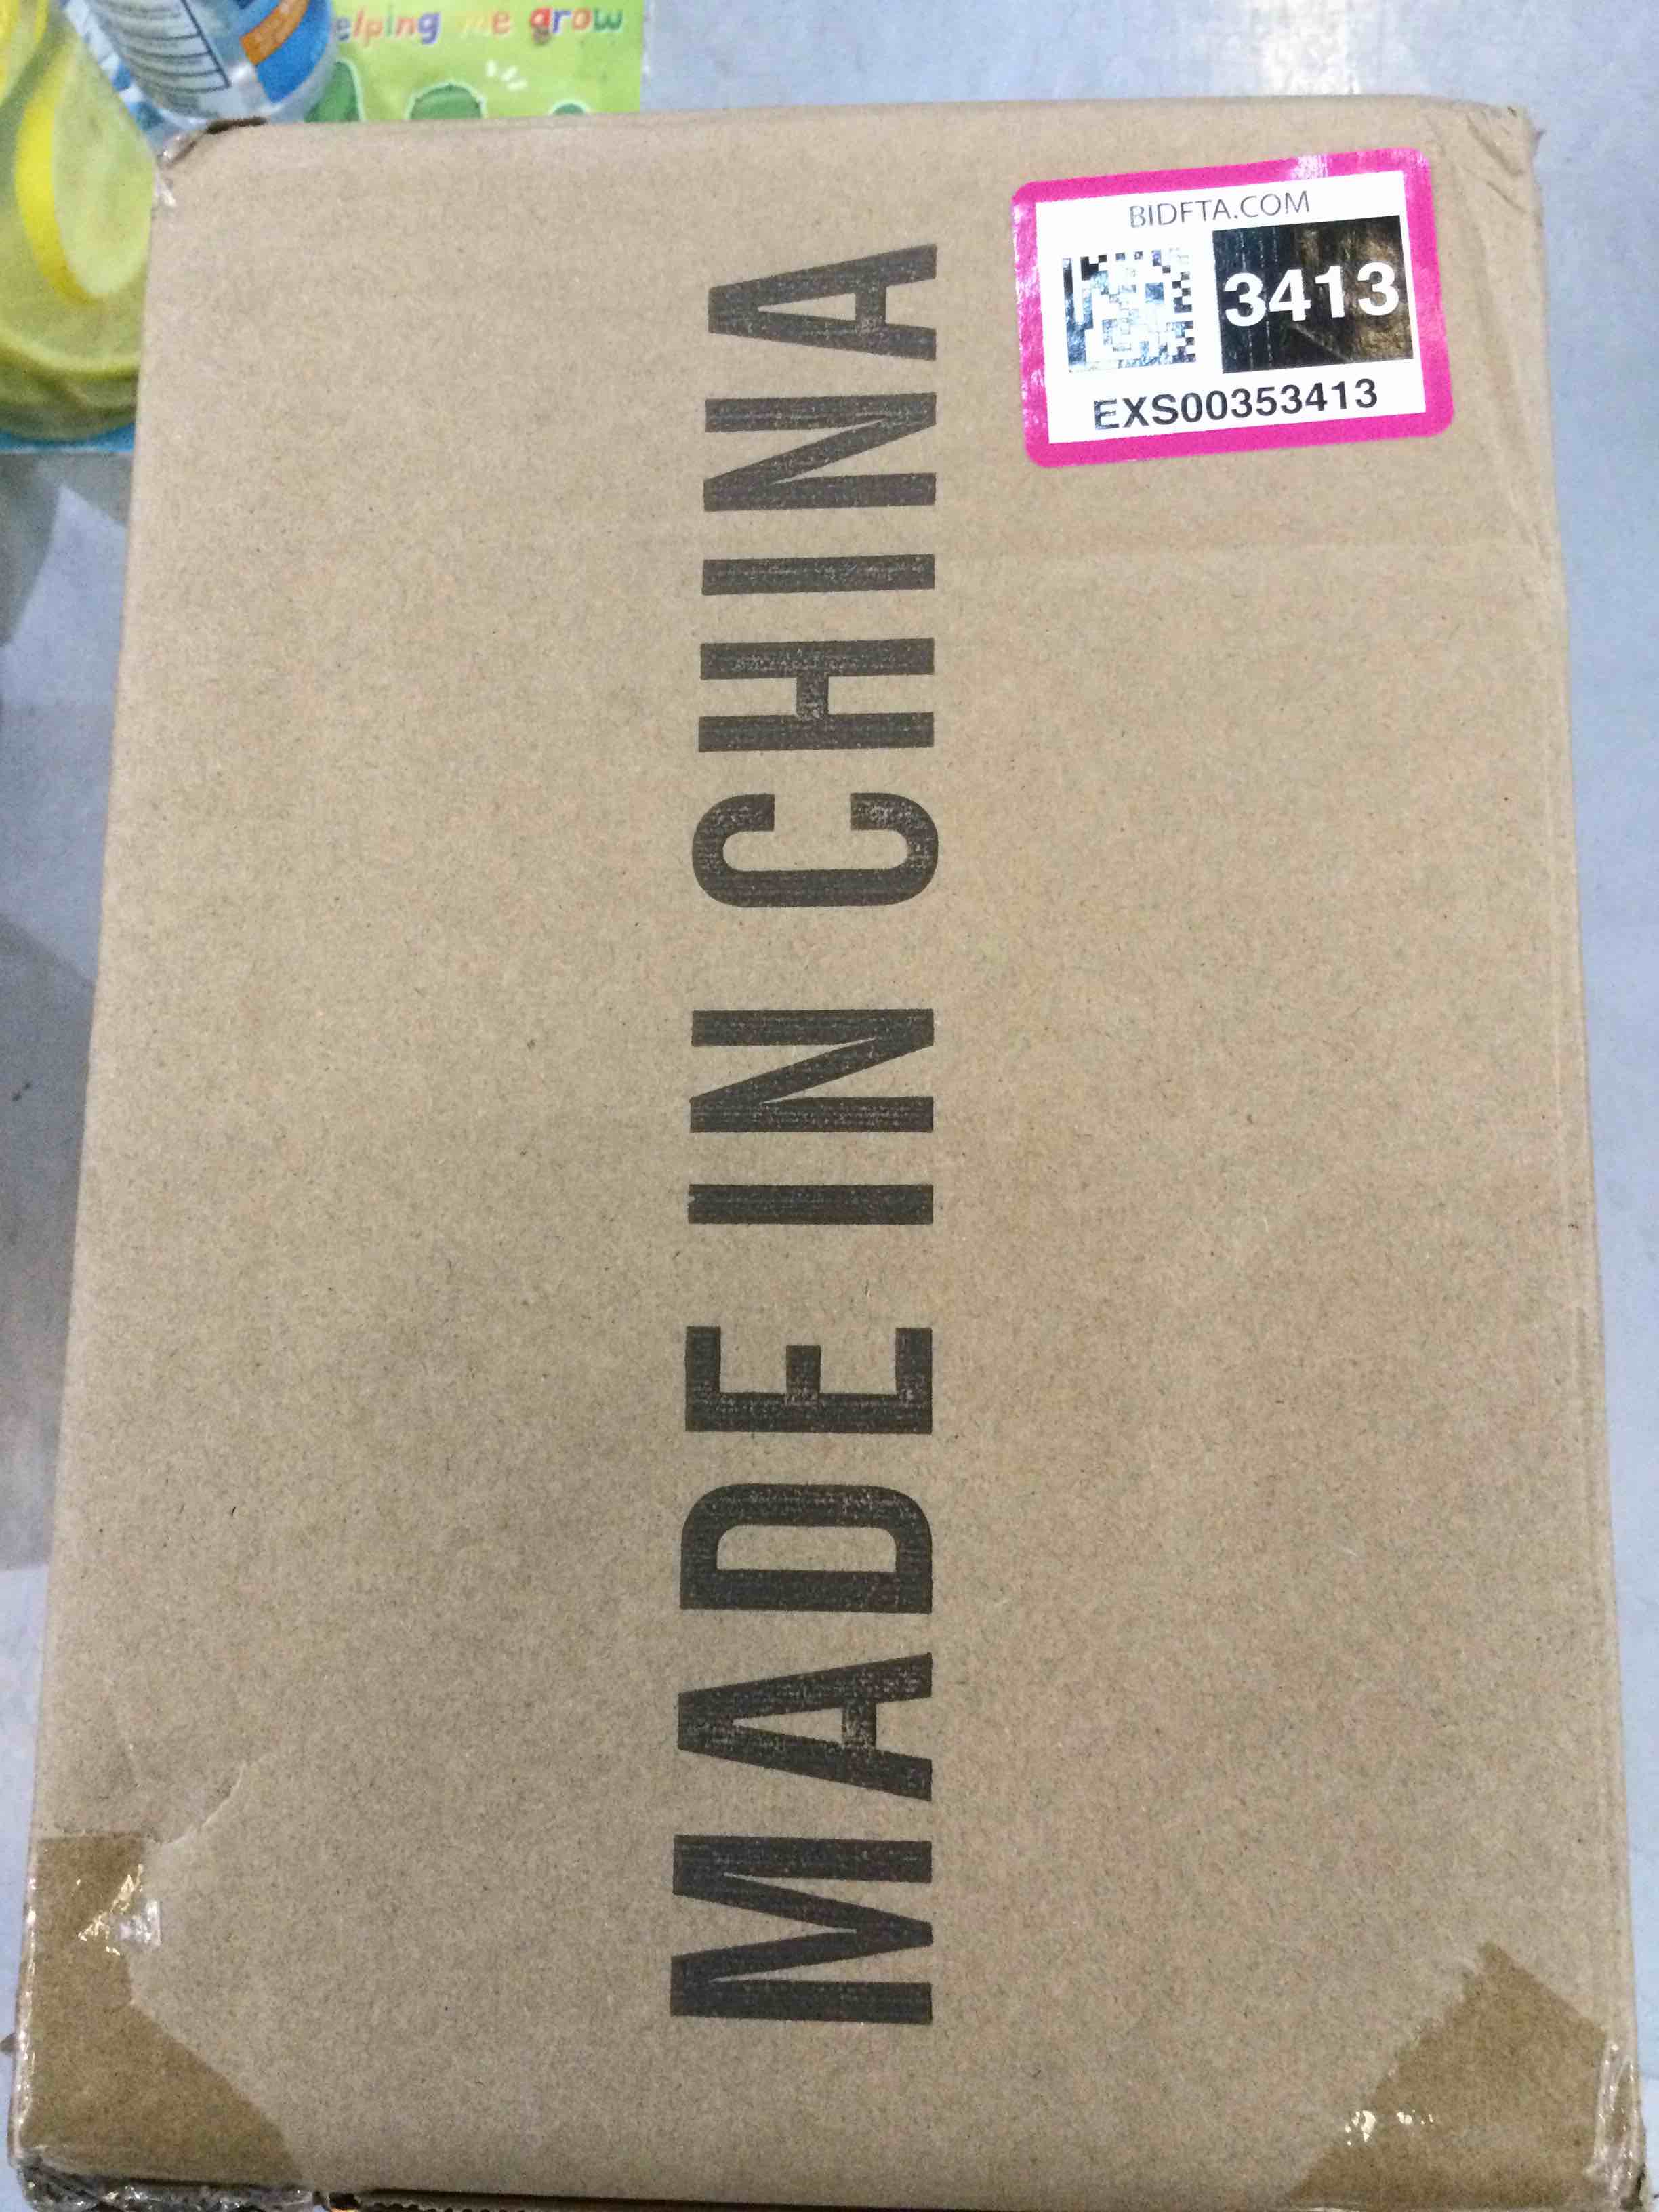 elping me grow
BIDFTA.COM
3413
EXS00353413
MADE IN CHINA